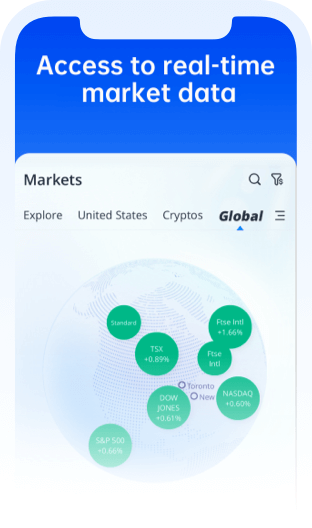 Access to real-time
market data
Markets
Explore
United States
Cryptos
Global
Standard
Ftse Intl
+1.66%
TSX
+0.89%
Ftse
Intl
Toronto
New
NASDAQ
+0.60%
DOW
JONES
+0.61%
S&P 500
+0.66%